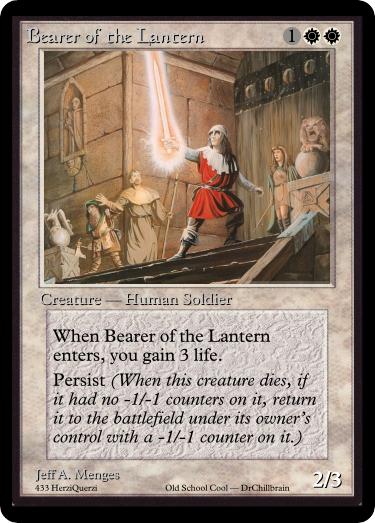 Bearer of the Lantern 1
Creature — Human Soldier
When Bearer of the Lantern
enters, you gain 3 life.
Persist (When this creature dies, if
it had no -1/-1 counters on it, return
it to the battlefield under its owner's
control with a -1/-1 counter on it.)
Jeff A. Menges
433 HerziQuerzi Old School Cool — DrChillbrain
2/3